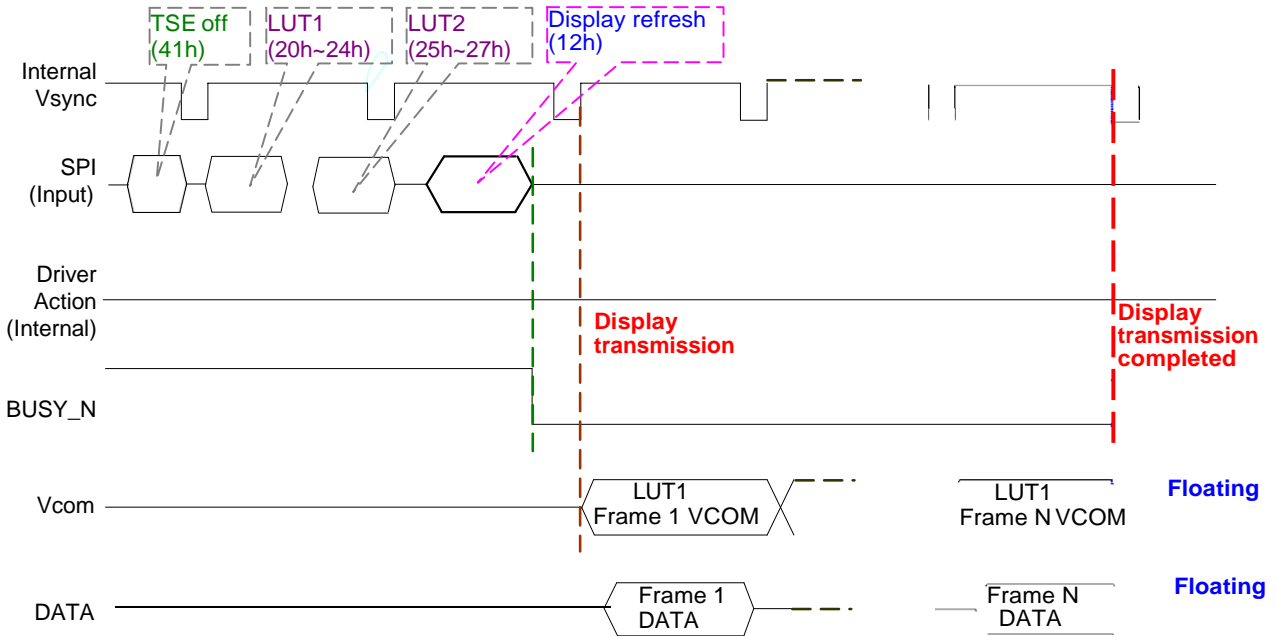 TSE off
(41h)
LUT1
(20h~24h)
LUT2
(25h~27h)
Display refresh
(12h)
Internal
Vsync
SPI
(Input)
Driver
Action
(Internal)
Display
transmission
Display
transmission
completed
BUSY_N
Vcom
LUT1
Frame 1 VCOM
LUT1
Frame N VCOM
Floating
DATA
Frame 1
DATA
Frame N
DATA
Floating